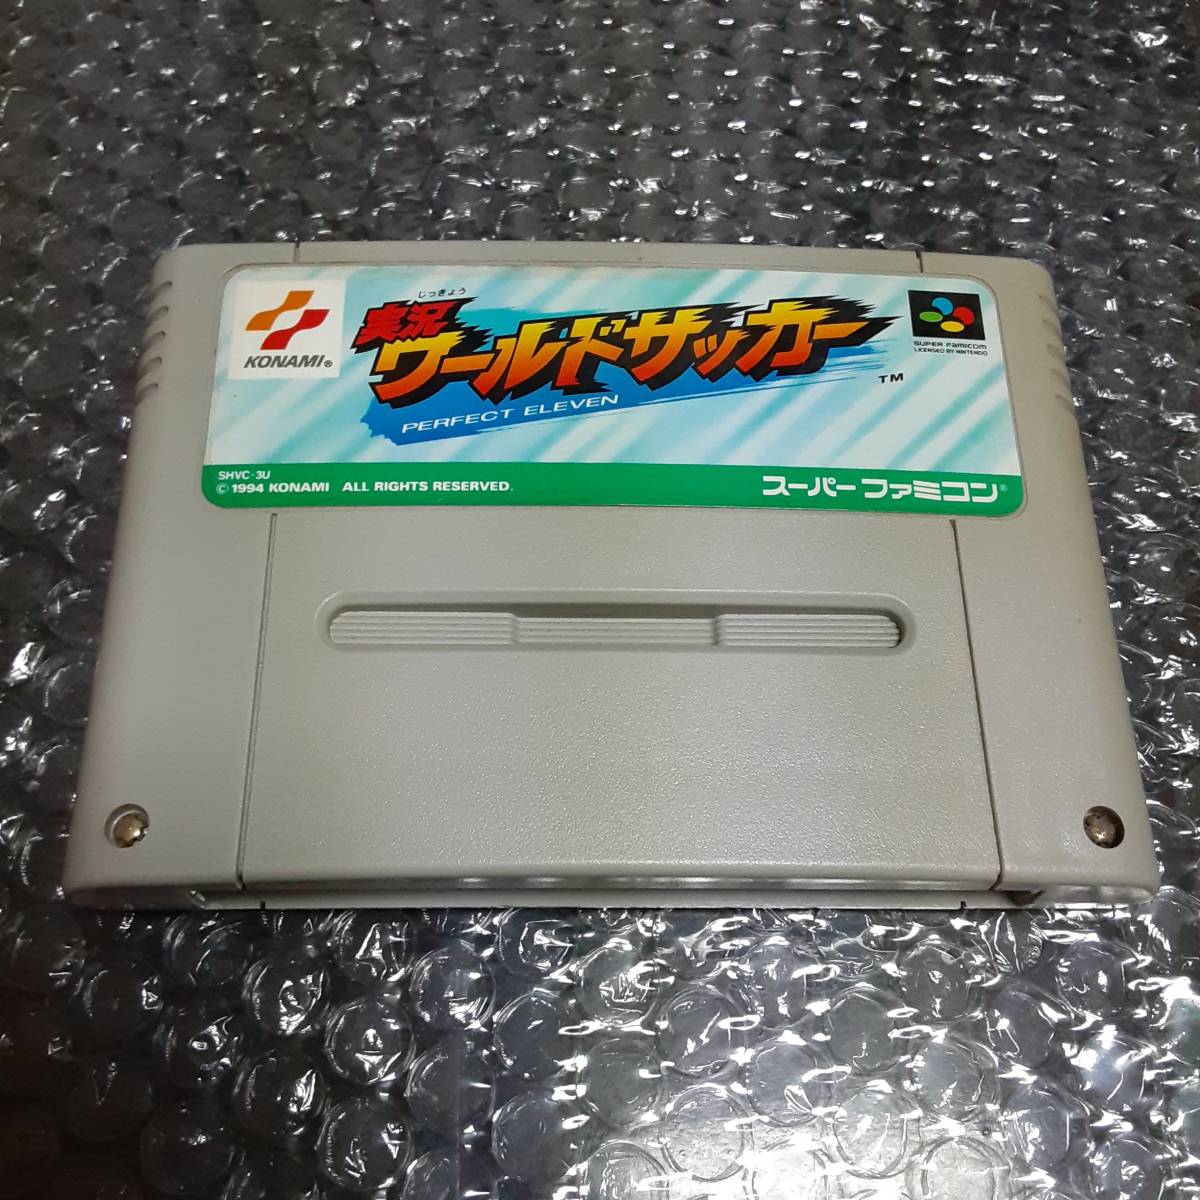 KONAMI®
じっきょう
実況
ワールドサッカー
PERFECT ELEVEN
TM
SUPER FAMICOM
LICENSED BY NINTENDO
SHVC-3U
© 1994 KONAMI ALL RIGHTS RESERVED.
スーパーファミコン®